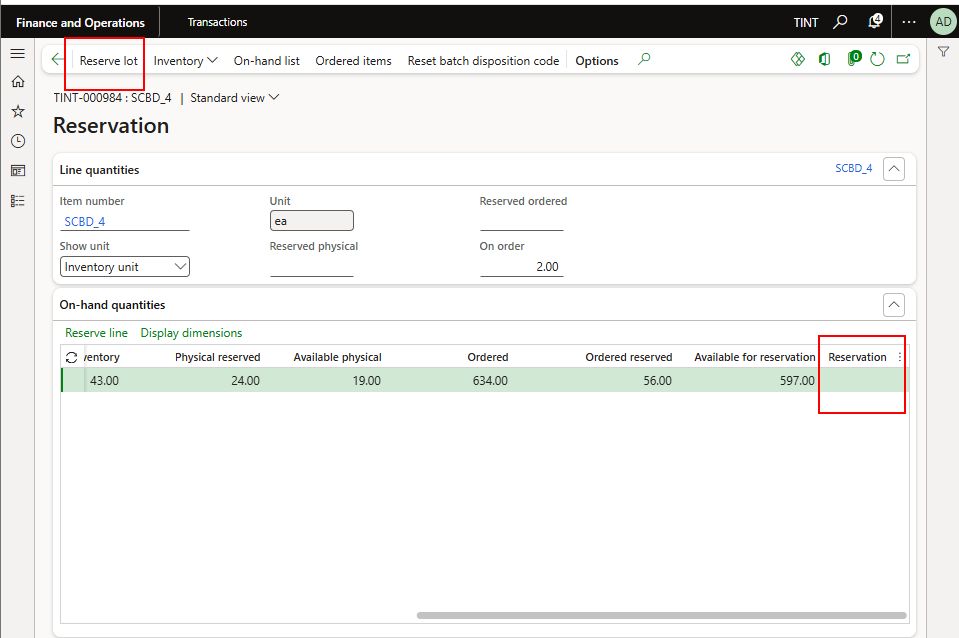 Finance and Operations Transactions TINT 4 AD
Reserve lot Inventory On-hand list Ordered items Reset batch disposition code Options 0
TINT-000984 : SCBD_4 | Standard view
Reservation
Line quantities SCBD_4
Item number Unit Reserved ordered
SCBD_4 ea
Show unit Reserved physical On order
Inventory unit 2.00
On-hand quantities
Reserve line Display dimensions
ventory Physical reserved Available physical Ordered Ordered reserved Available for reservation Reservation
43.00 24.00 19.00 634.00 56.00 597.00